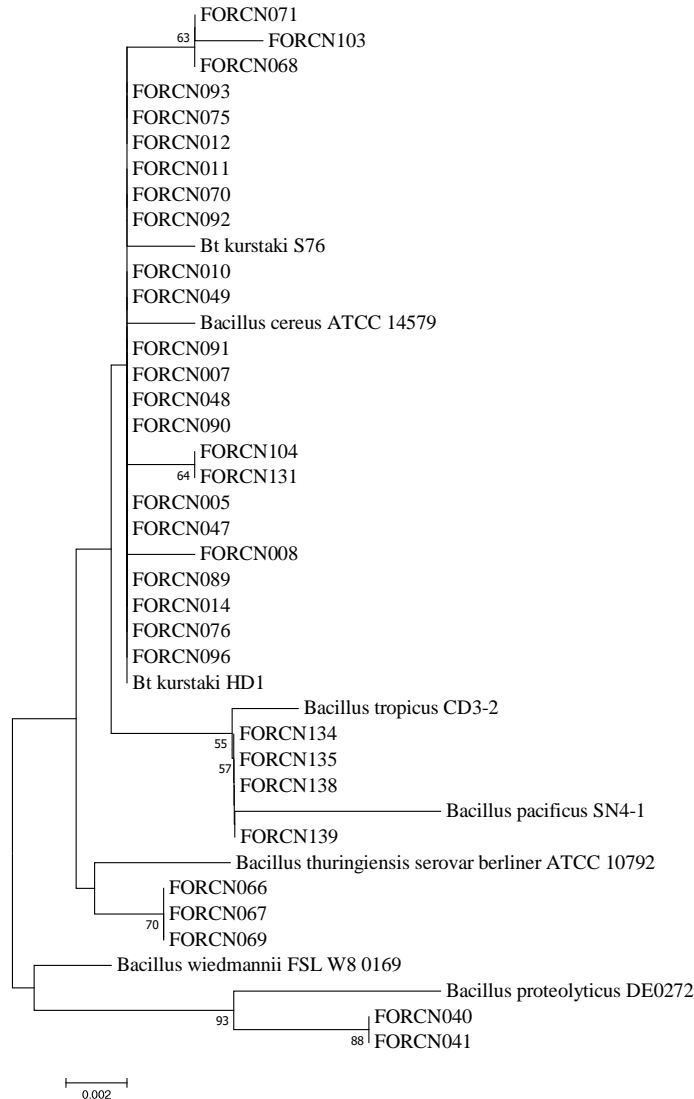 FORCN071
63
FORCN103
FORCN068
FORCN093
FORCN075
FORCN012
FORCN011
FORCN070
FORCN092
Bt kurstaki S76
FORCN010
FORCN049
Bacillus cereus ATCC 14579
FORCN091
FORCN007
FORCN048
FORCN090
FORCN104
64
FORCN131
FORCN005
FORCN047
FORCN008
FORCN089
FORCN014
FORCN076
FORCN096
Bt kurstaki HD1
Bacillus tropicus CD3-2
FORCN134
55
FORCN135
57
FORCN138
Bacillus pacificus SN4-1
FORCN139
Bacillus thuringiensis serovar berliner ATCC 10792
FORCN066
FORCN067
70
FORCN069
Bacillus wiedmannii FSL W8 0169
Bacillus proteolyticus DE0272
FORCN040
93
FORCN041
88
0.002